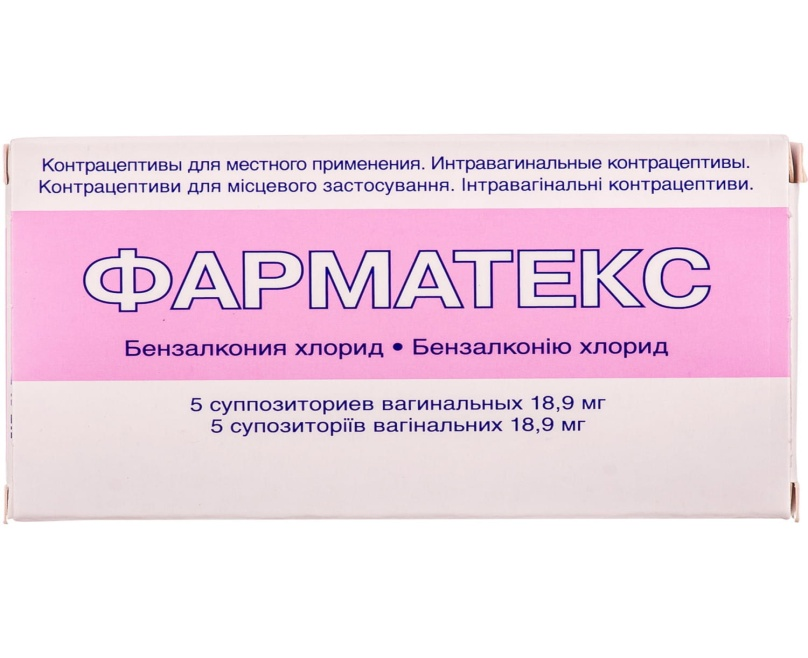 Контрацептивы для местного применения. Интравагинальные контрацептивы.
Контрацептиви для місцевого застосування. Інтравагінальні контрацептиви.
ФАРМАТЕКС
Бензалкония хлорид • Бензалконію хлорид
5 суппозиториев вагинальных 18,9 мг
5 супозиторіїв вагінальних 18,9 мг